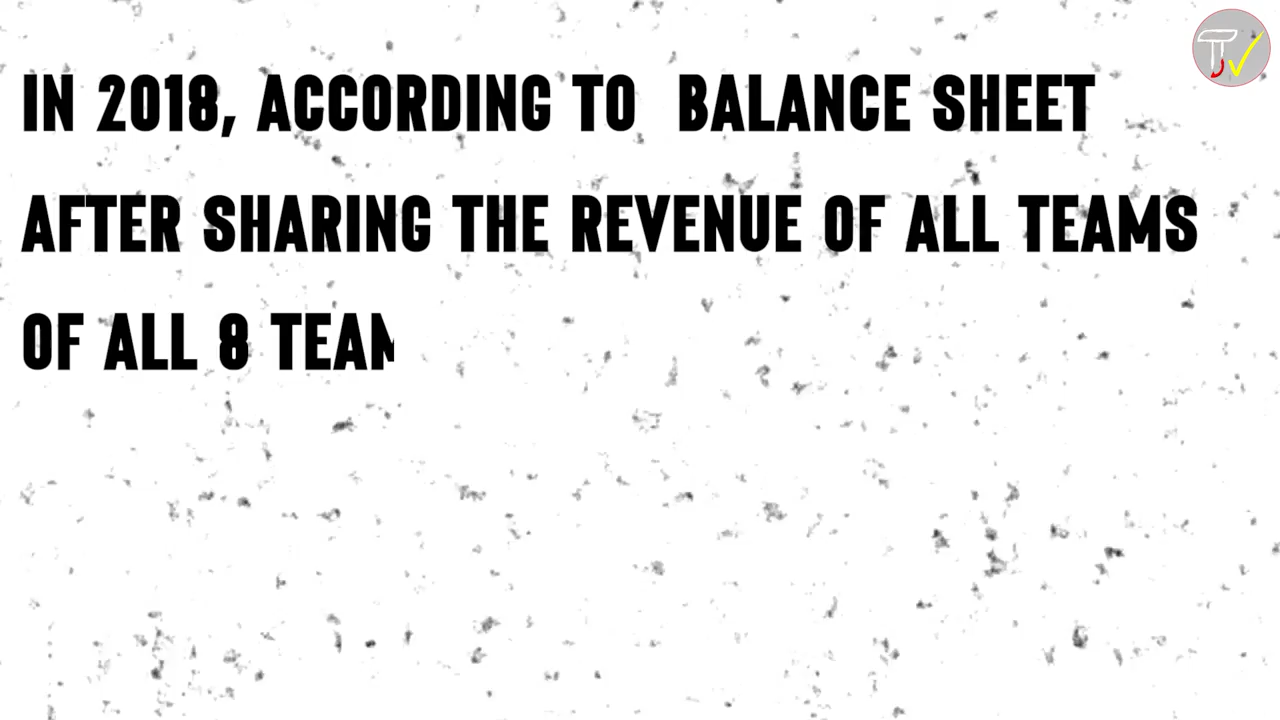 IN 2018, ACCORDING TO  BALANCE SHEET
AFTER SHARING THE REVENUE OF ALL TEAMS
OF ALL 8